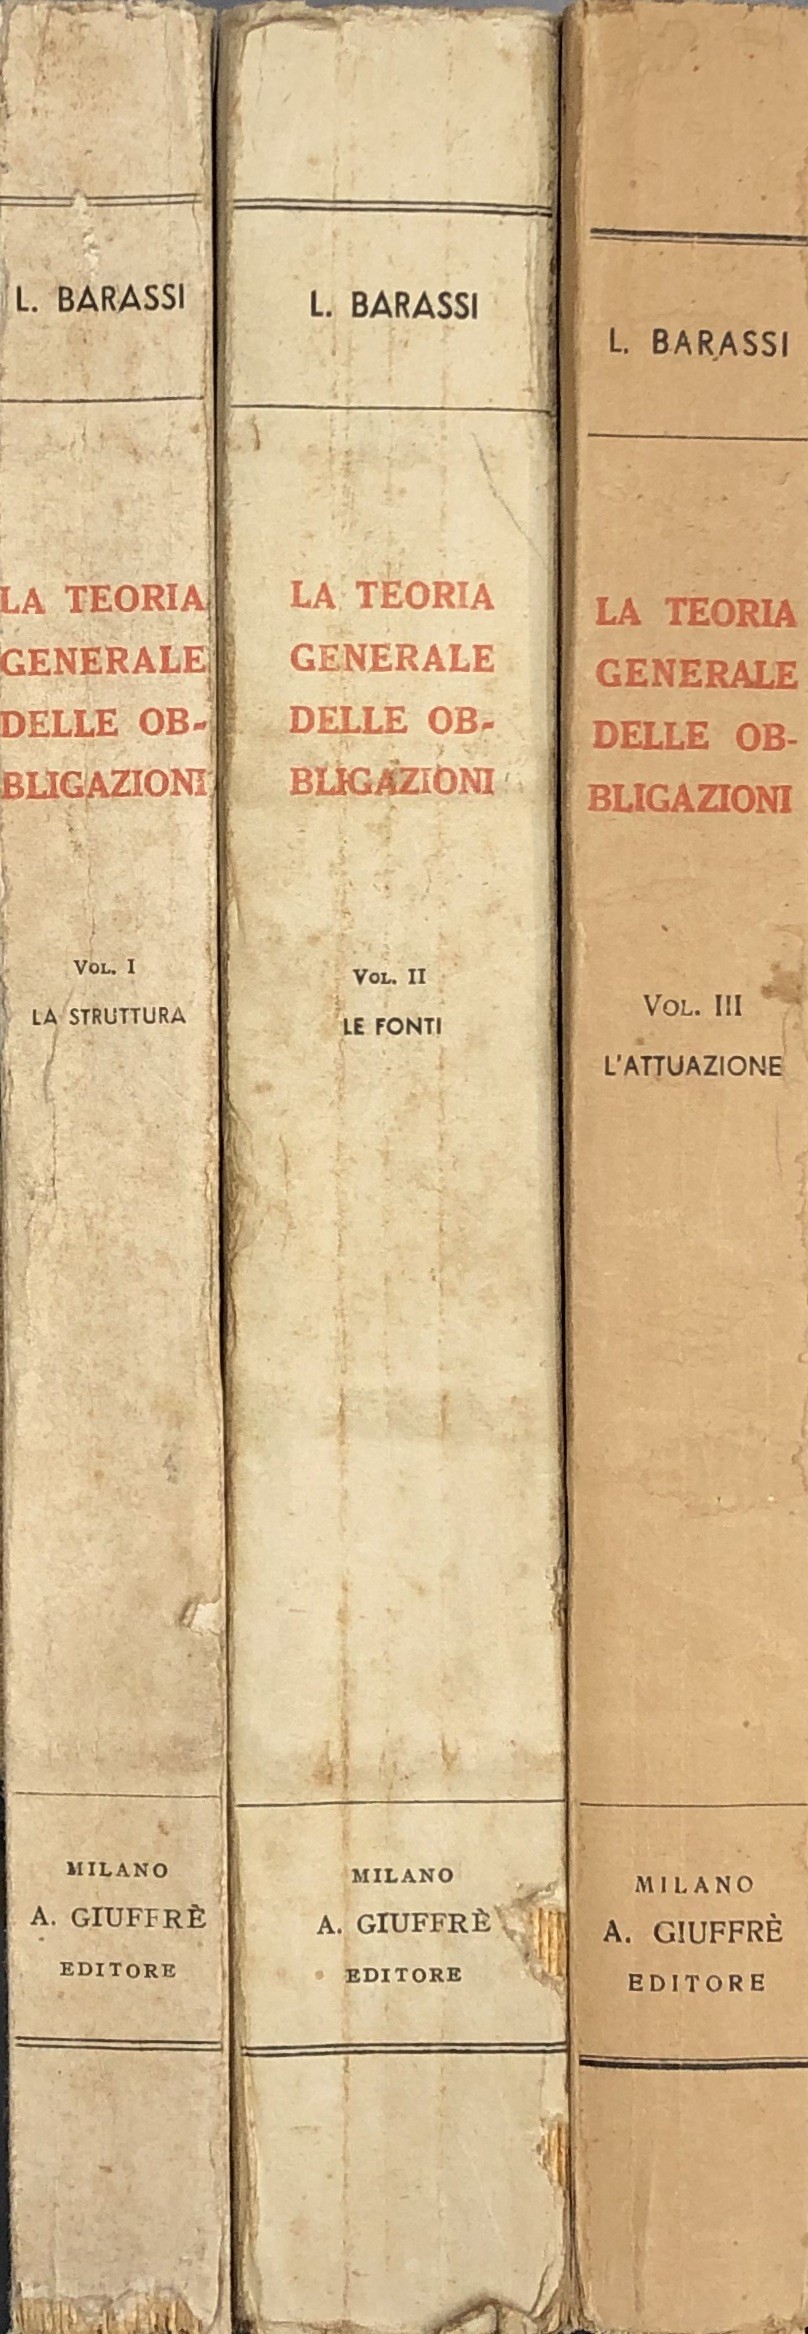 L. BARASSI
LA TEORIA
GENERALE
DELLE OB-
BLIGAZIONI
VOL. I
LA STRUTTURA
MILANO
A. GIUFFRÈ
EDITORE
L. BARASSI
LA TEORIA
GENERALE
DELLE OB-
BLIGAZIONI
VOL. II
LE FONTI
MILANO
A. GIUFFRÈ
EDITORE
L. BARASSI
LA TEORIA
GENERALE
DELLE OB-
BLIGAZIONI
VOL. III
L'ATTUAZIONE
MILANO
A. GIUFFRÈ
EDITORE